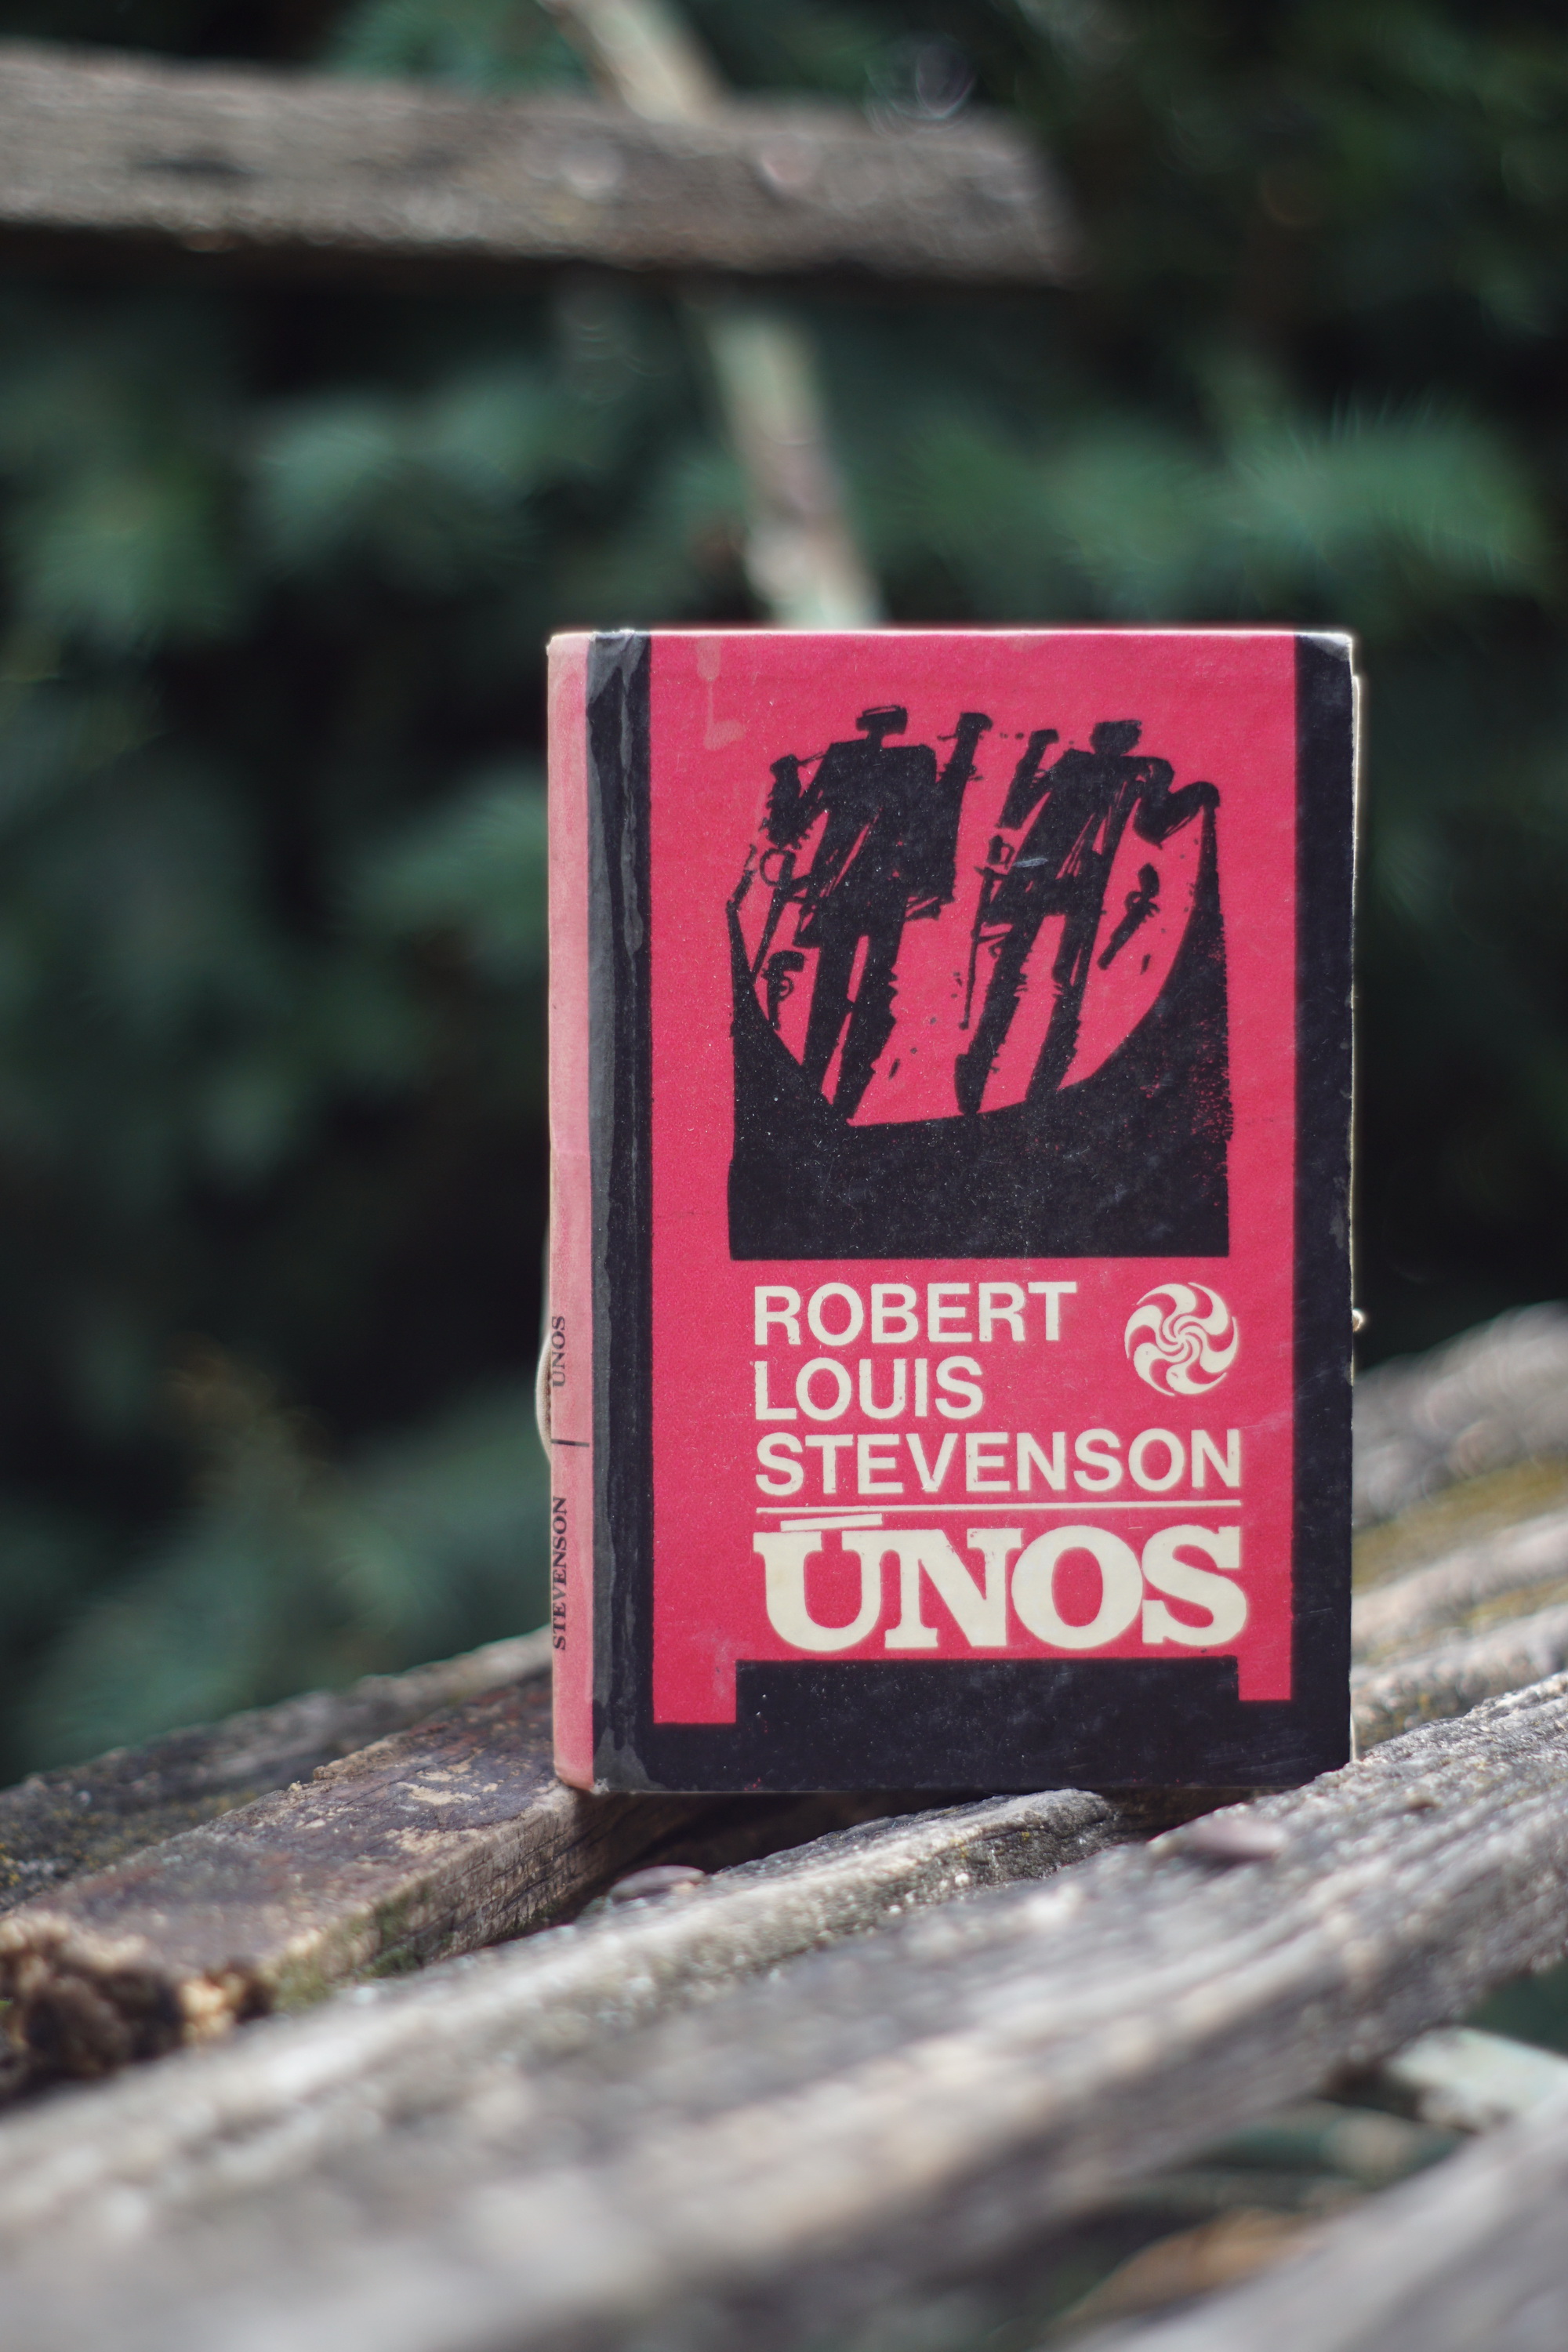 ROBERT
LOUIS
STEVENSON
ÚNOS
STEVENSON | ÚNOS